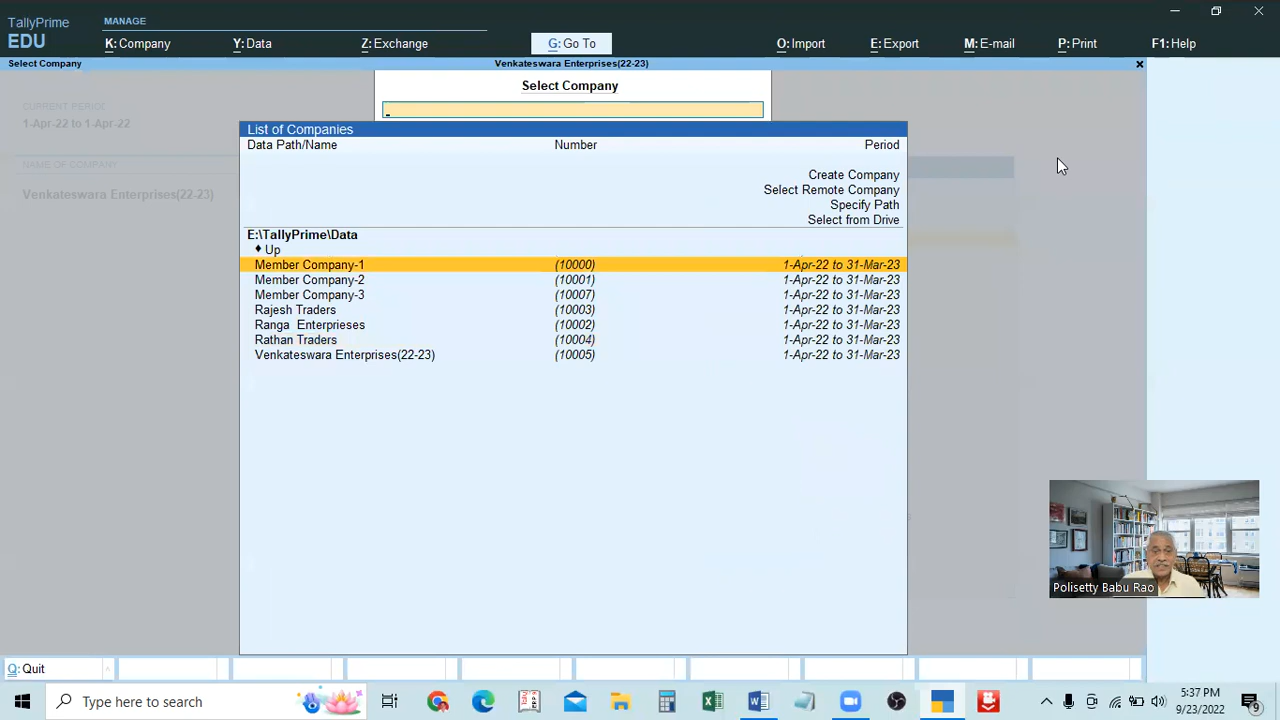 TallyPrime
EDU
MANAGE
K: Company Y: Data Z: Exchange G: Go To O: Import E: Export M: E-mail P: Print F1: Help
Select Company Venkateswara Enterprises(22-23) ×
CURRENT PERIOD
1-Apr-22 to 1-Apr-22
NAME OF COMPANY
Venkateswara Enterprises(22-23)
Select Company
List of Companies
Data Path/Name Number Period
Create Company
Select Remote Company
Specify Path
Select from Drive
E:\TallyPrime\Data
♦ Up
Member Company-1 (10000) 1-Apr-22 to 31-Mar-23
Member Company-2 (10001) 1-Apr-22 to 31-Mar-23
Member Company-3 (10007) 1-Apr-22 to 31-Mar-23
Rajesh Traders (10003) 1-Apr-22 to 31-Mar-23
Ranga Enterprieses (10002) 1-Apr-22 to 31-Mar-23
Rathan Traders (10004) 1-Apr-22 to 31-Mar-23
Venkateswara Enterprises(22-23) (10005) 1-Apr-22 to 31-Mar-23
Polisetty Babu Rao
Q: Quit
Type here to search
5:37 PM
9/23/2022
9